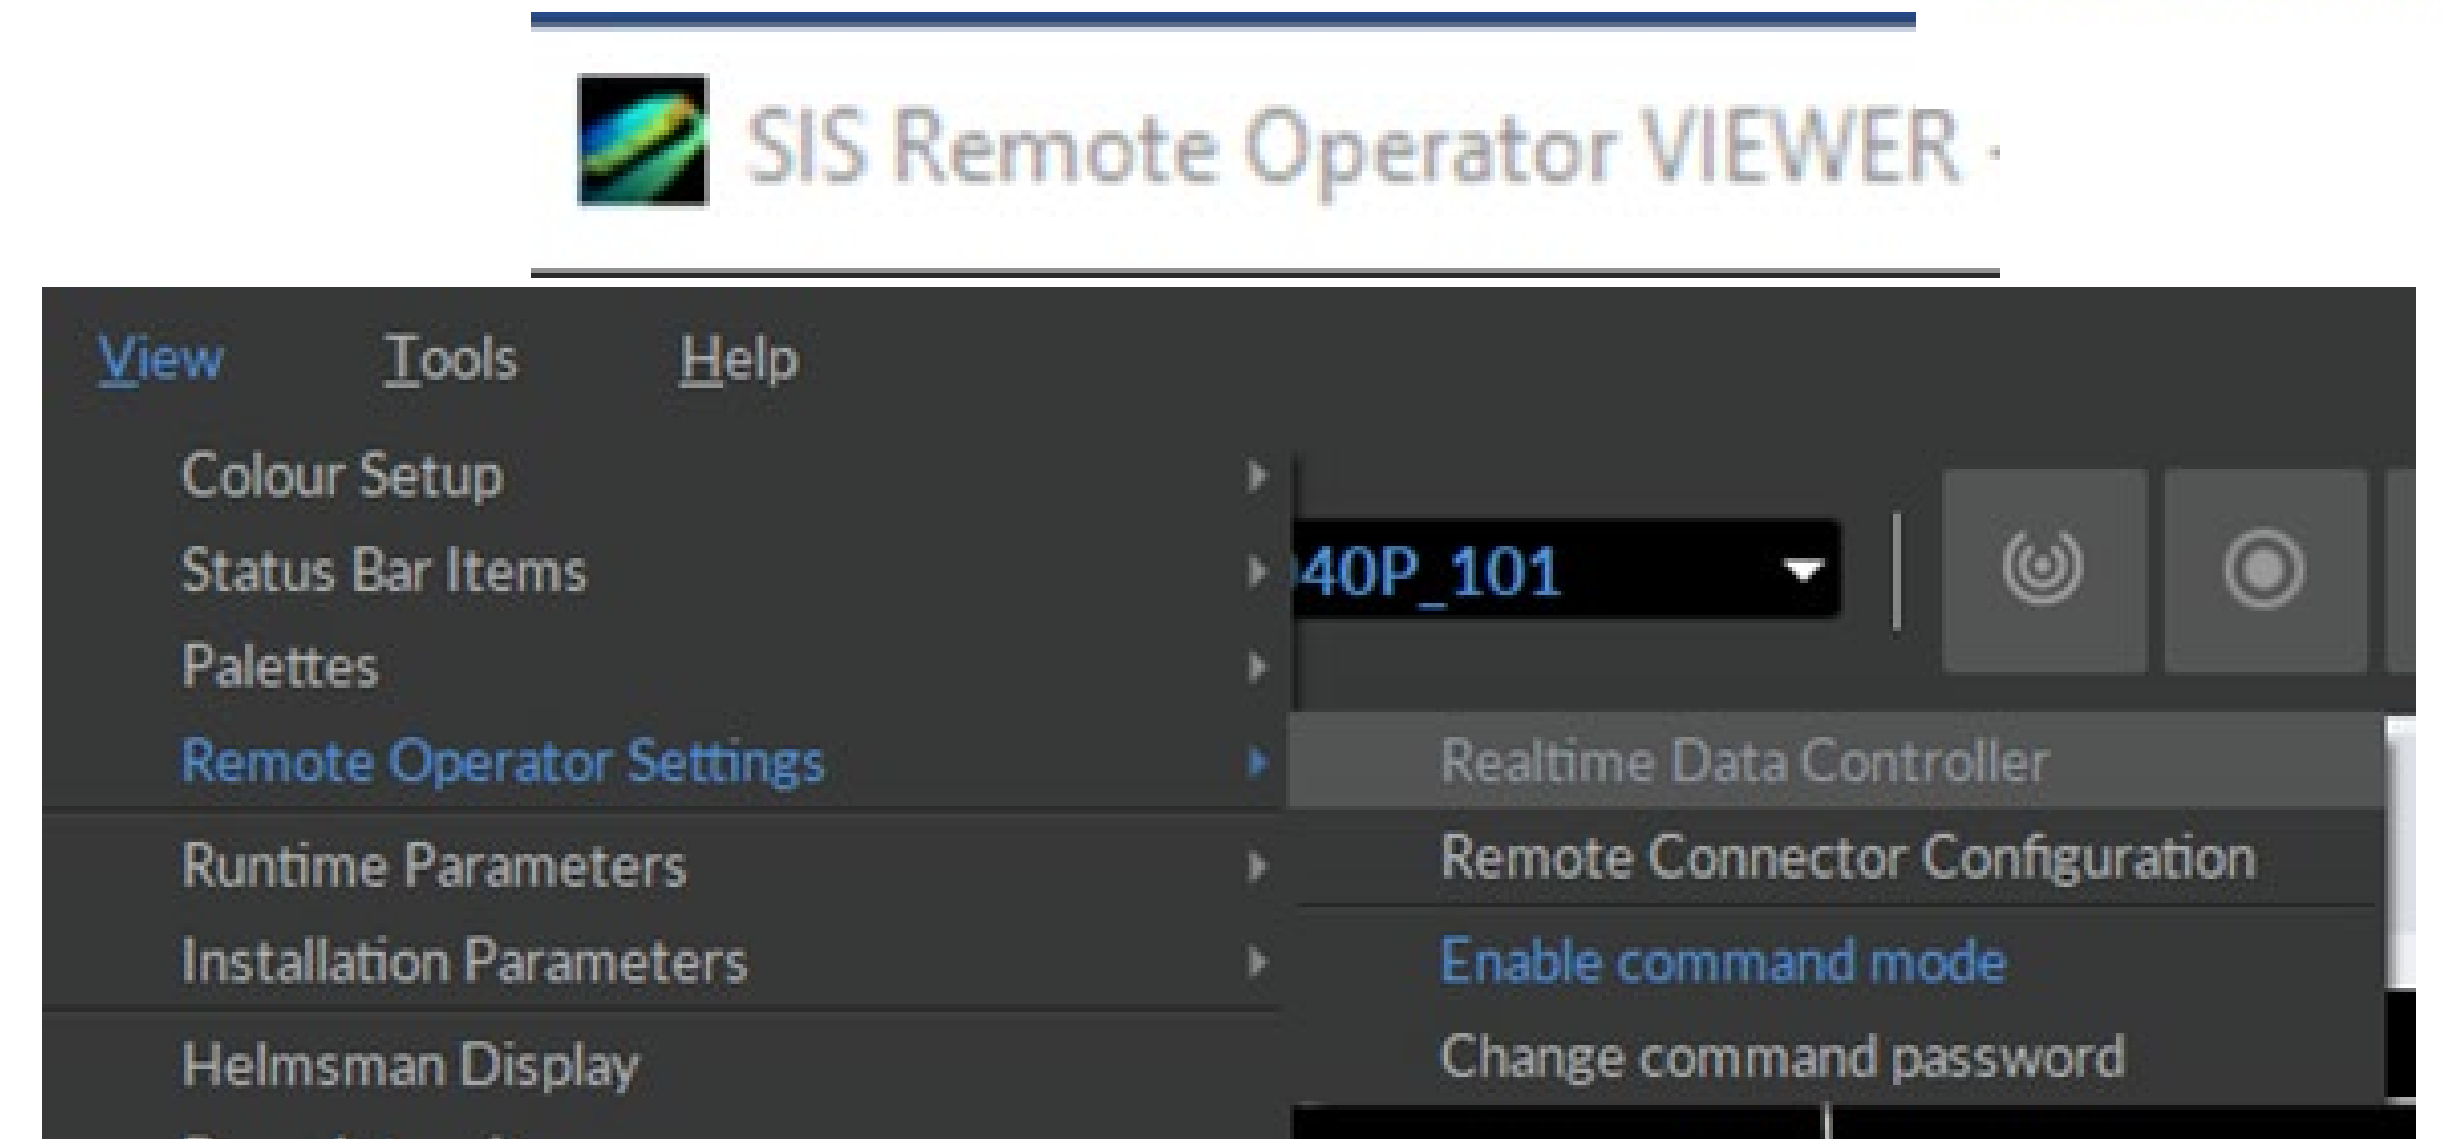 SIS Remote Operator VIEWER -
View Tools Help
Colour Setup
Status Bar Items
40P_101
Palettes
Remote Operator Settings
Realtime Data Controller
Runtime Parameters
Remote Connector Configuration
Installation Parameters
Enable command mode
Helmsman Display
Change command password